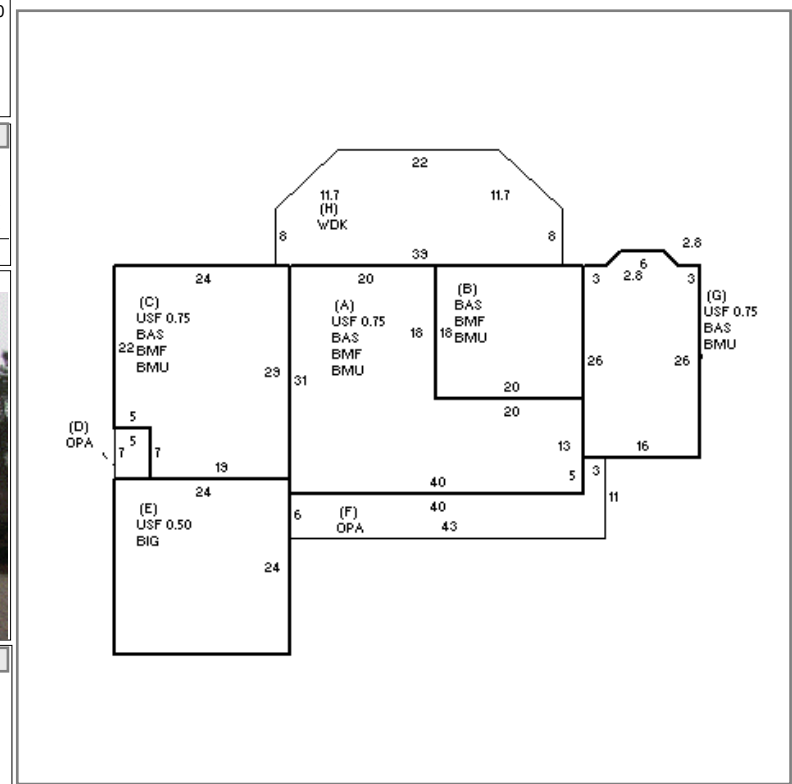 22
11.7
11.7
(H)
WDK
8
8
39
2.8
6
2.8
3
3
24
20
(C)
USF 0.75
BAS
BMF
BMU
22
(A)
USF 0.75
BAS
BMF
BMU
18
18
(B)
BAS
BMF
BMU
(G)
USF 0.75
BAS
BMU
29
31
26
26
20
20
5
5
(D)
OPA
7
7
13
16
19
24
40
5
3
11
(E)
USF 0.50
BIG
6
(F)
OPA
40
43
24